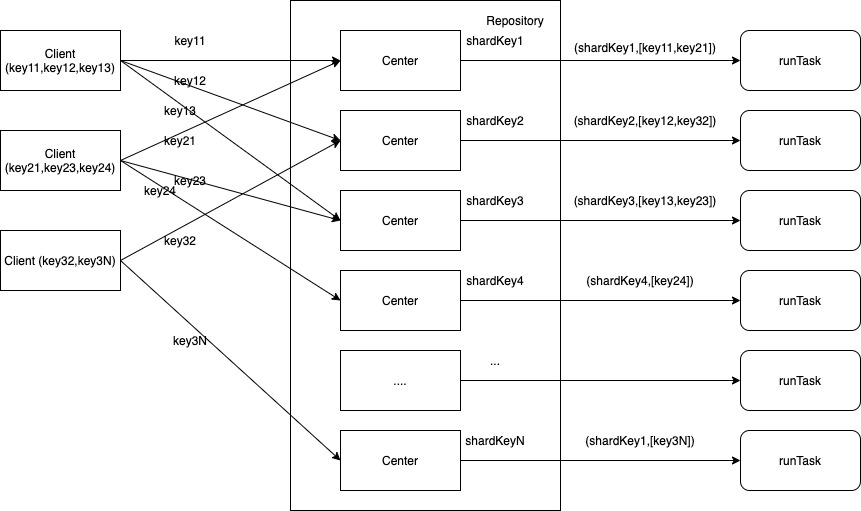 Repository
key11
shardKey1
(shardKey1,[key11,key21])
Client
(key11,key12,key13)
Center
runTask
key12
key13
shardKey2
(shardKey2,[key12,key32])
key21
Center
runTask
Client
(key21,key23,key24)
key23
key24
shardKey3
(shardKey3,[key13,key23])
Center
runTask
key32
Client (key32,key3N)
shardKey4
(shardKey4,[key24])
Center
runTask
key3N
...
....
runTask
shardKeyN
(shardKey1,[key3N])
Center
runTask